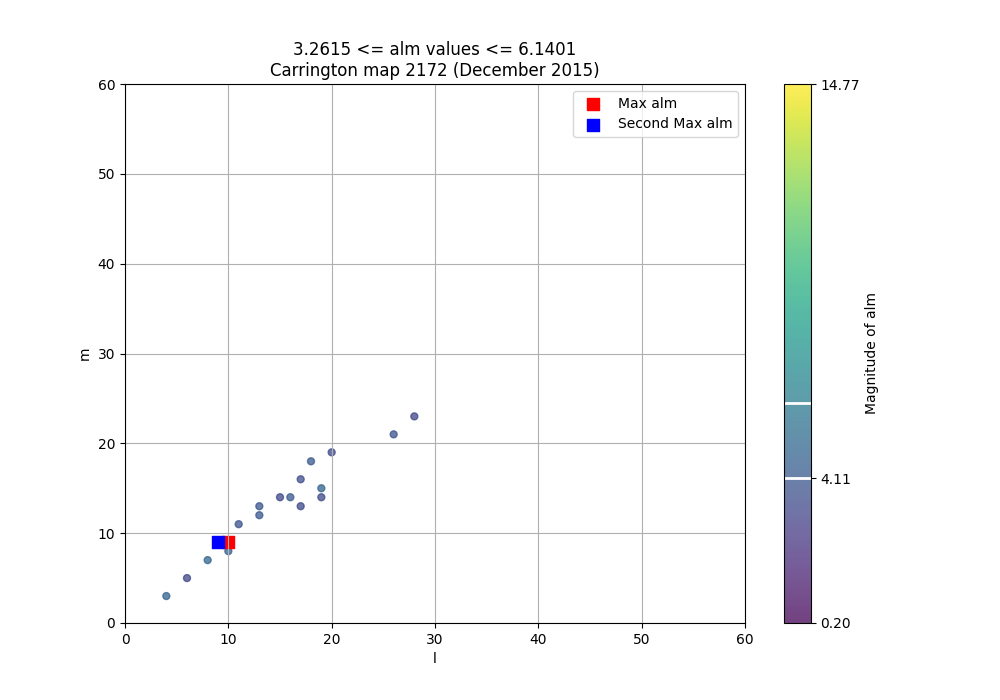 3.2615 <= alm values <= 6.1401
Carrington map 2172 (December 2015)
Max alm
Second Max alm
60
50
40
30
20
10
0
m
0 10 20 30 40 50 60
l
14.77
4.11
0.20
Magnitude of alm